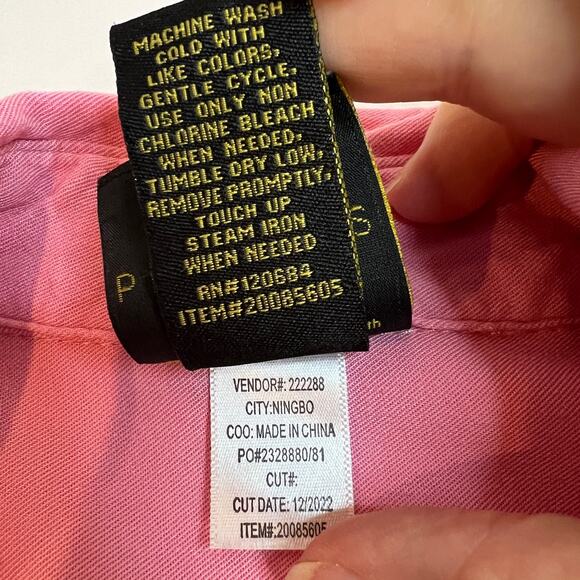 MACHINE WASH
COLD WITH
LIKE COLORS,
GENTLE CYCLE,
USE ONLY NON
CHLORINE BLEACH
WHEN NEEDED,
TUMBLE DRY LOW,
REMOVE PROMPTLY,
TOUCH UP
STEAM IRON
WHEN NEEDED
RN#120684
ITEM#20085605
P
S
th
VENDOR#: 222288
CITY:NINGBO
COO: MADE IN CHINA
PO#2328880/81
CUT#:
CUT DATE: 12/2022
ITEM#:20085605